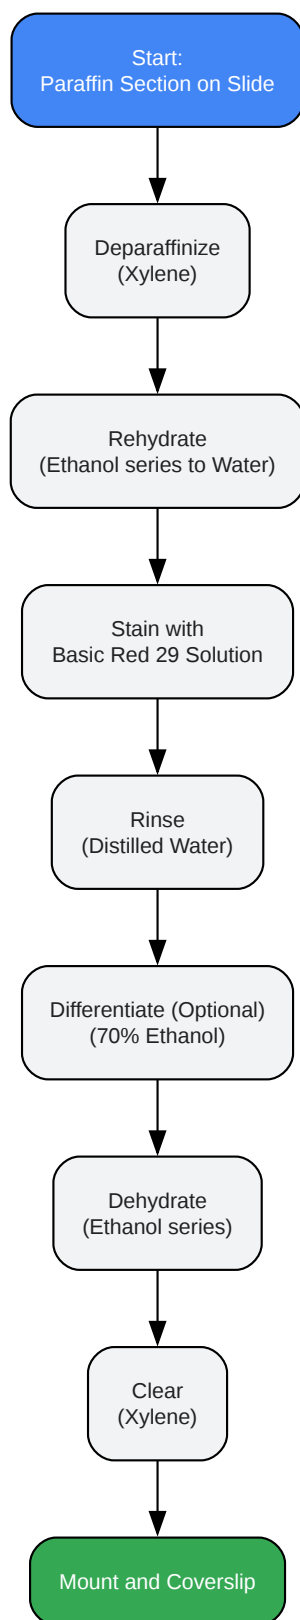 Start:
Paraffin Section on Slide
Deparaffinize
(Xylene)
Rehydrate
(Ethanol series to Water)
Stain with
Basic Red 29 Solution
Rinse
(Distilled Water)
Differentiate (Optional)
(70% Ethanol)
Dehydrate
(Ethanol series)
Clear
(Xylene)
Mount and Coverslip